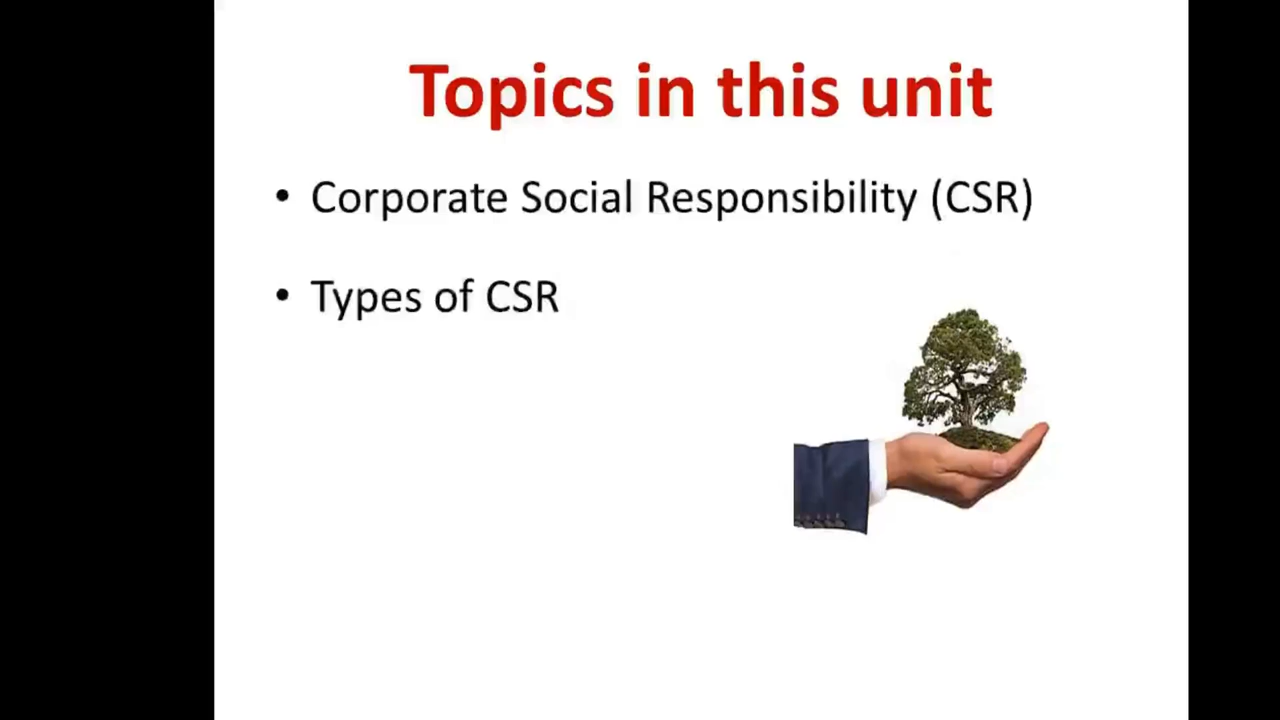 Topics in this unit
• Corporate Social Responsibility (CSR)
• Types of CSR